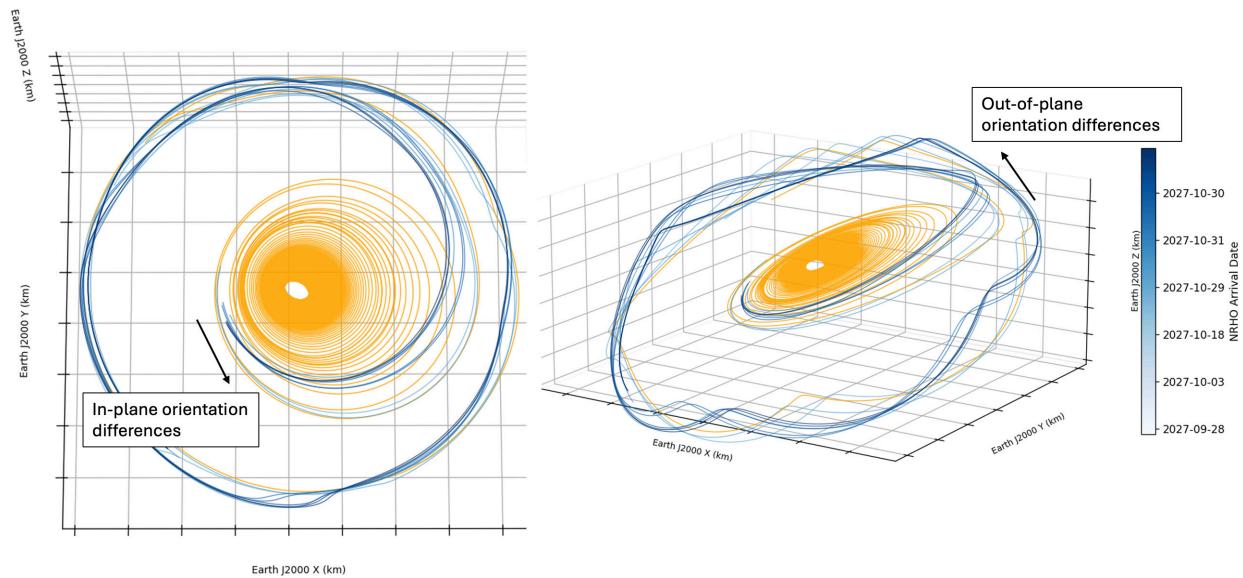 Earth J2000 Z (km)
Earth J2000 Y (km)
In-plane orientation
differences
Earth J2000 X (km)
Out-of-plane
orientation differences
Earth J2000 Z (km)
Earth J2000 X (km)
Earth J2000 Y (km)
2027-10-30
2027-10-31
2027-10-29
2027-10-18
2027-10-03
2027-09-28
NRHO Arrival Date